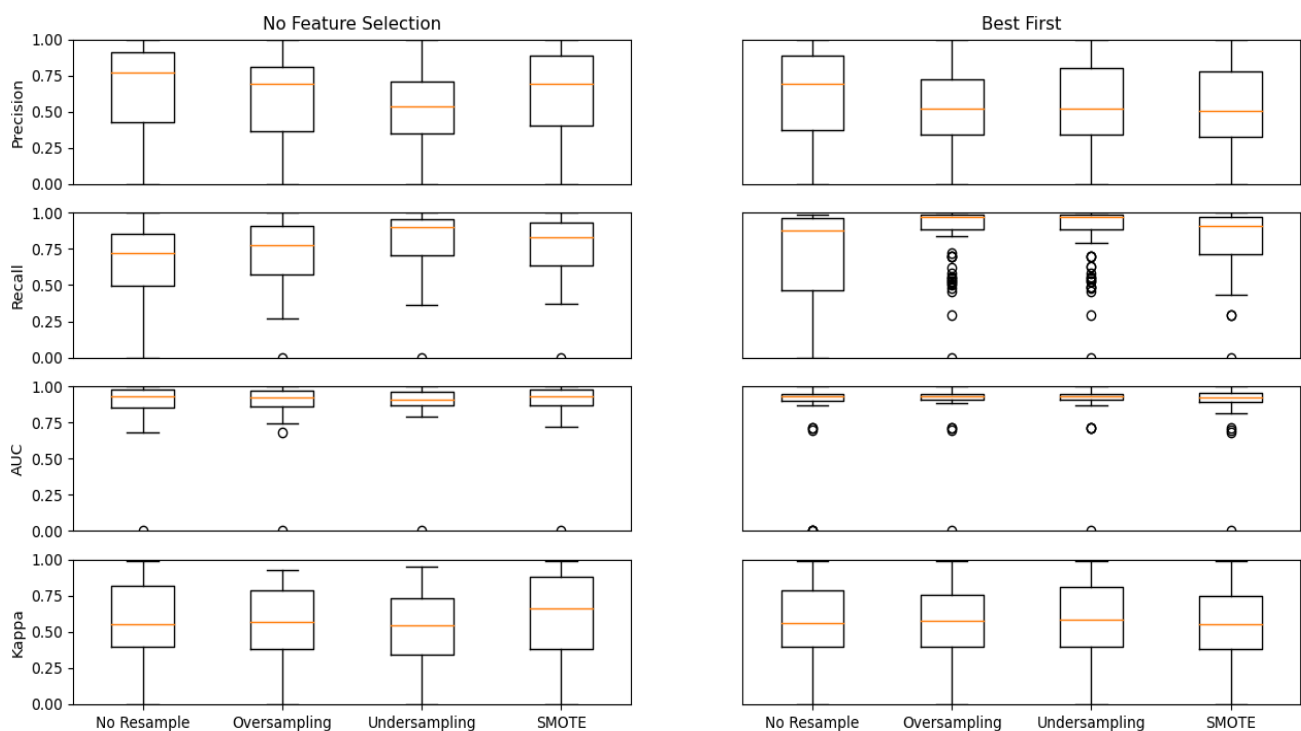 No Feature Selection
Best First
1.00
0.75
0.50
0.25
0.00
Precision
1.00
0.75
0.50
0.25
0.00
Recall
1.00
0.75
0.50
0.25
0.00
AUC
1.00
0.75
0.50
0.25
0.00
Kappa
No Resample Oversampling Undersampling SMOTE
No Resample Oversampling Undersampling SMOTE